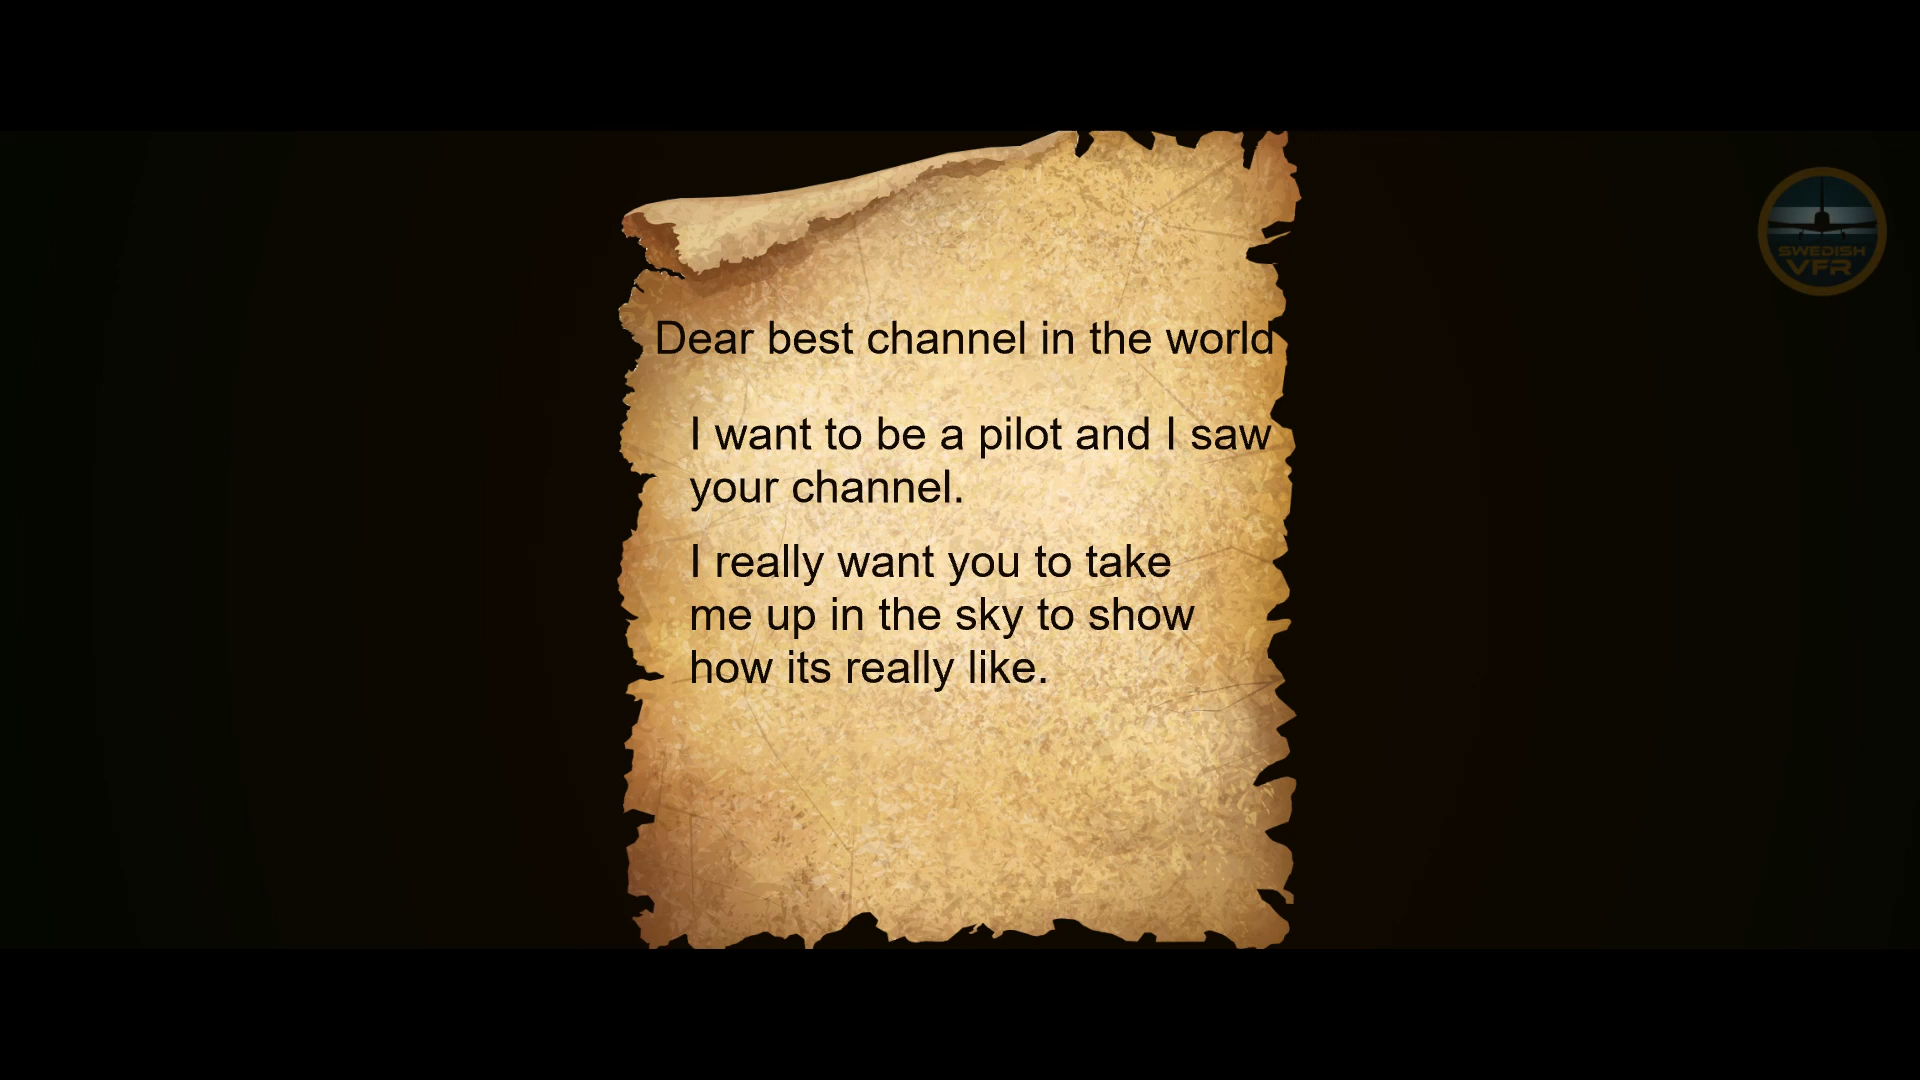 Dear best channel in the world
I want to be a pilot and I saw
your channel.
I really want you to take
me up in the sky to show
how its really like.
SWEDISH
VFR